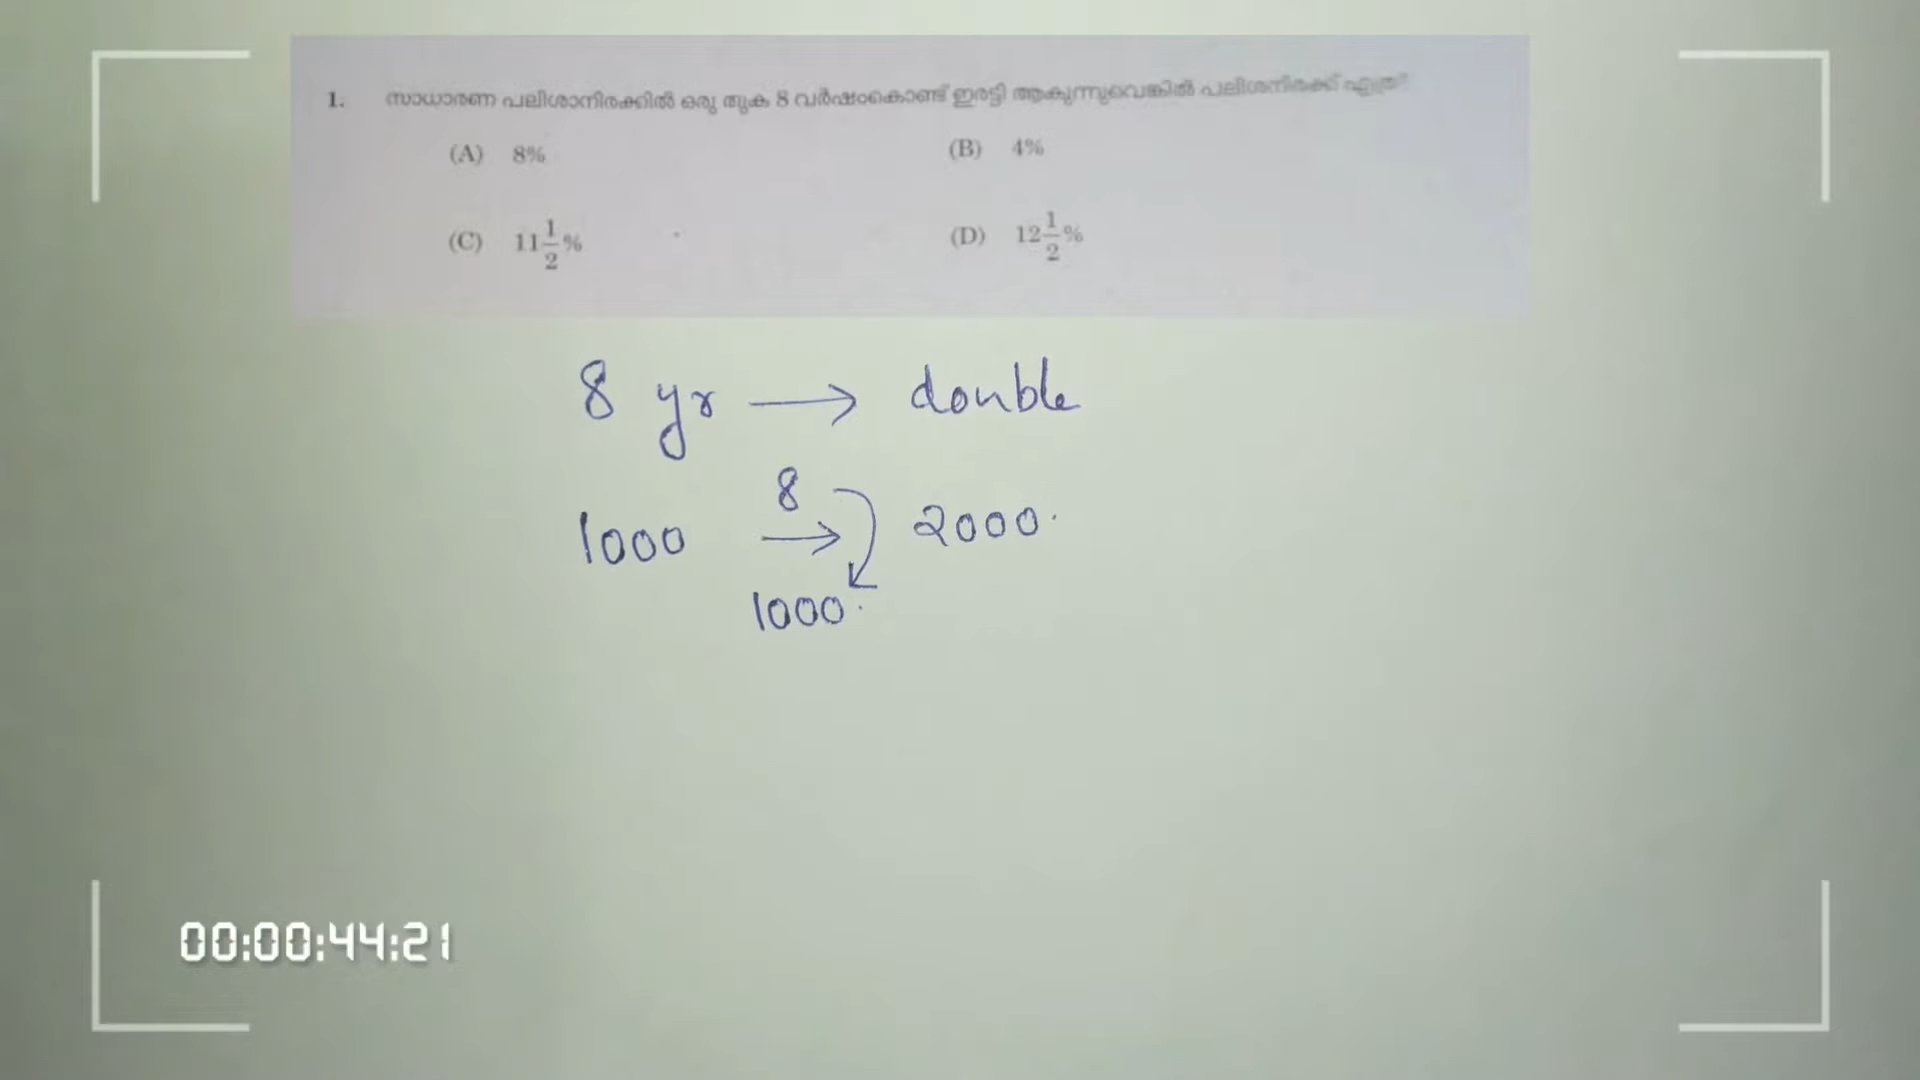 1. സാധാരണ പലിശാനിരക്കിൽ ഒരു തുക 8 വർഷംകൊണ്ട് ഇരട്ടി ആകുന്നുവെങ്കിൽ പലിശനിരക്ക് എത്ര?
(A) 8% (B) 4%
(C) 11 1/2 % (D) 12 1/2 %
8 yr → double
8
1000 → 2000.
1000.
00:00:44:21